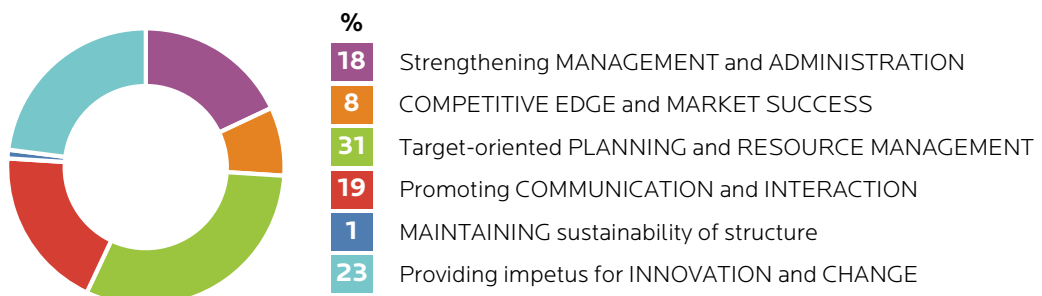 %
18 Strengthening MANAGEMENT and ADMINISTRATION
8 COMPETITIVE EDGE and MARKET SUCCESS
31 Target-oriented PLANNING and RESOURCE MANAGEMENT
19 Promoting COMMUNICATION and INTERACTION
1 MAINTAINING sustainability of structure
23 Providing impetus for INNOVATION and CHANGE